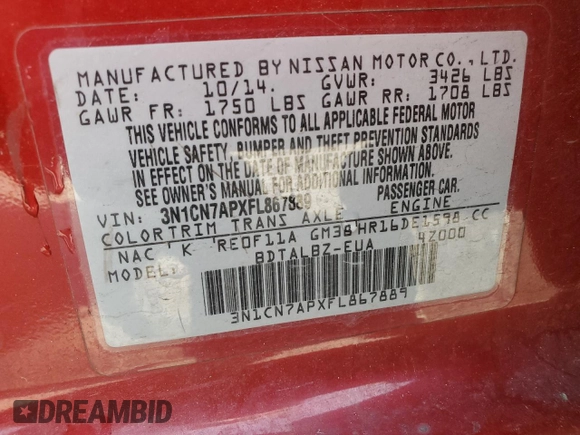 MANUFACTURED BY NISSAN MOTOR CO., LTD.
DATE: 10/14. GVWR: 3426 LBS
GAWR FR: 1750 LBS GAWR RR: 1708 LBS
THIS VEHICLE CONFORMS TO ALL APPLICABLE FEDERAL MOTOR
VEHICLE SAFETY, BUMPER AND THEFT PREVENTION STANDARDS
IN EFFECT ON THE DATE OF MANUFACTURE SHOWN ABOVE.
SEE OWNER'S MANUAL FOR ADDITIONAL INFORMATION.
VIN: 3N1CN7APXFL867889 PASSENGER CAR.
COLOR TRIM TRANS AXLE ENGINE
NAC 'K 'RE0F11A GM38'HR16DE1598 CC
MODEL: BDTALBZ-EUA 4Z000
3N1CN7APXFL867889
DREAMBID